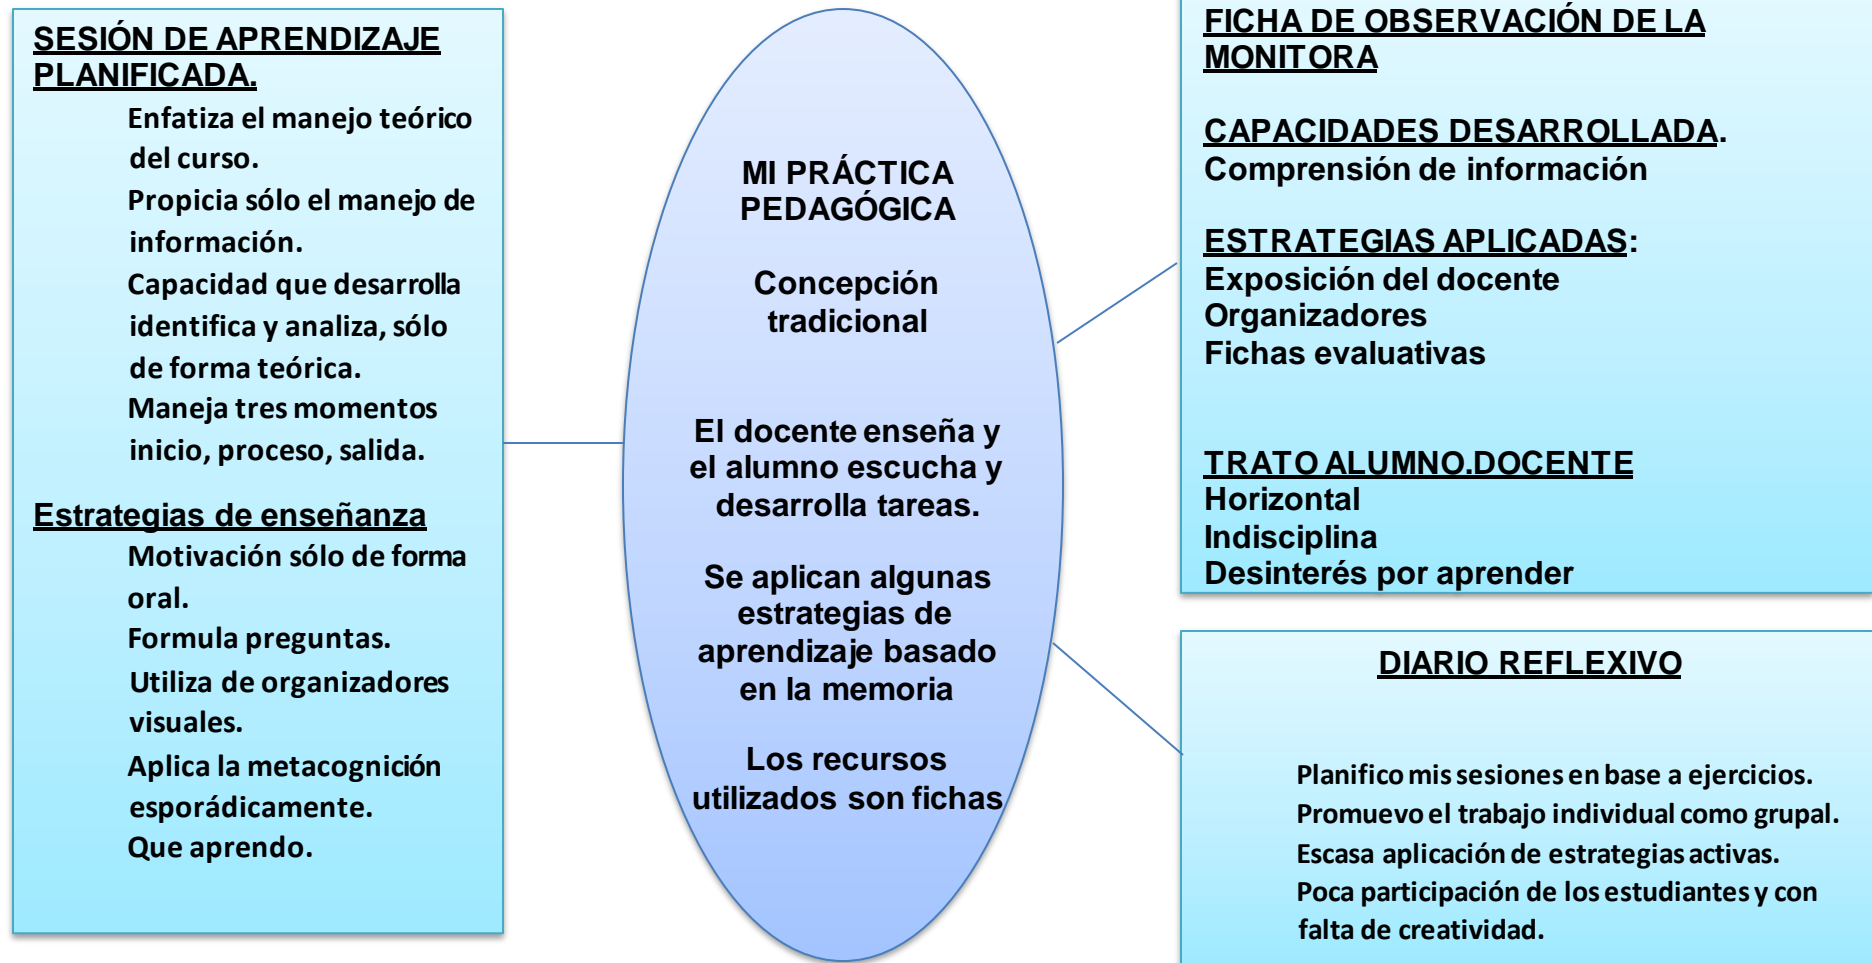 SESIÓN DE APRENDIZAJE
PLANIFICADA.
Enfatiza el manejo teórico
del curso.
Propicia sólo el manejo de
información.
Capacidad que desarrolla
identifica y analiza, sólo
de forma teórica.
Maneja tres momentos
inicio, proceso, salida.
Estrategias de enseñanza
Motivación sólo de forma
oral.
Formula preguntas.
Utiliza de organizadores
visuales.
Aplica la metacognición
esporádicamente.
Que aprendo.
MI PRÁCTICA
PEDAGÓGICA
Concepción
tradicional
El docente enseña y
el alumno escucha y
desarrolla tareas.
Se aplican algunas
estrategias de
aprendizaje basado
en la memoria
Los recursos
utilizados son fichas
FICHA DE OBSERVACIÓN DE LA
MONITORA
CAPACIDADES DESARROLLADA.
Comprensión de información
ESTRATEGIAS APLICADAS:
Exposición del docente
Organizadores
Fichas evaluativas
TRATO ALUMNO.DOCENTE
Horizontal
Indisciplina
Desinterés por aprender
DIARIO REFLEXIVO
Planifico mis sesiones en base a ejercicios.
Promuevo el trabajo individual como grupal.
Escasa aplicación de estrategias activas.
Poca participación de los estudiantes y con
falta de creatividad.